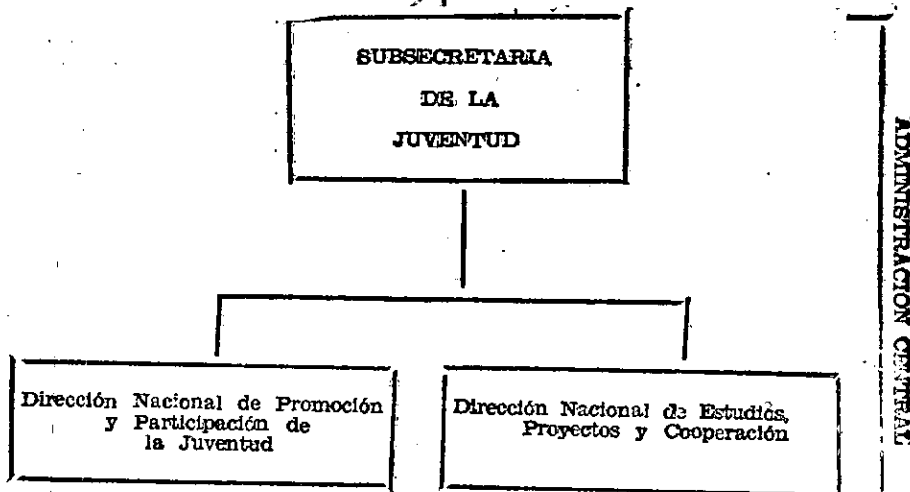 SUBSECRETARIA
DE LA
JUVENTUD
Dirección Nacional de Promoción
y Participación de
la Juventud
Dirección Nacional de Estudios,
Proyectos y Cooperación
ADMINISTRACION CENTRAL